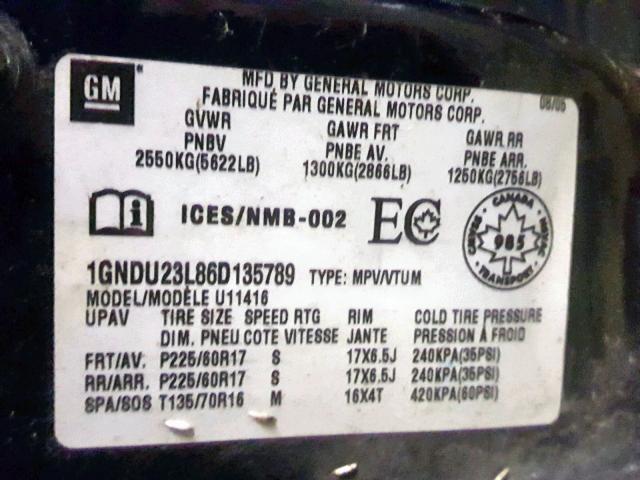 GM
MFD BY GENERAL MOTORS CORP.
FABRIQUÉ PAR GENERAL MOTORS CORP.
08/05
GVWR GAWR FRT GAWR RR
PNBV PNBE AV. PNBE ARR.
2550KG(5622LB) 1300KG(2866LB) 1250KG(2756LB)
i ICES/NMB-002 EC
CANADA
985
TRANSPORT
1GNDU23L86D135789 TYPE: MPV/VTUM
MODEL/MODÈLE U11416
UPAV TIRE SIZE SPEED RTG RIM COLD TIRE PRESSURE
DIM. PNEU COTE VITESSE JANTE PRESSION À FROID
FRT/AV. P225/60R17 S 17X6.5J 240KPA(35PSI)
RR/ARR. P225/60R17 S 17X6.5J 240KPA(35PSI)
SPA/SOS T135/70R16 M 16X4T 420KPA(60PSI)